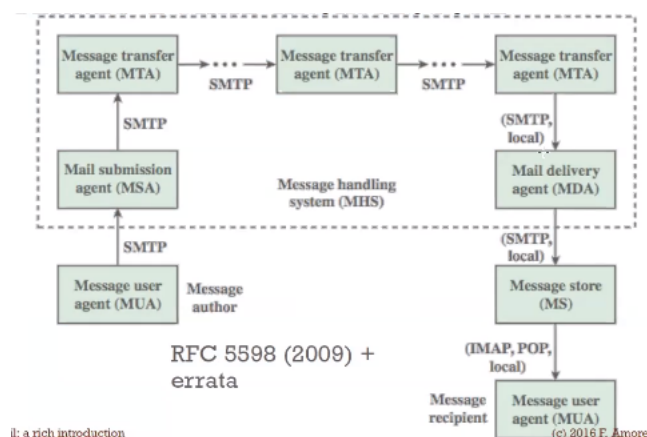 Message transfer
agent (MTA)
SMTP
Message transfer
agent (MTA)
SMTP
Message transfer
agent (MTA)
SMTP
(SMTP,
local)
Mail submission
agent (MSA)
Message handling
system (MHS)
Mail delivery
agent (MDA)
SMTP
(SMTP,
local)
Message user
agent (MUA)
Message
author
Message store
(MS)
RFC 5598 (2009) +
errata
(IMAP, POP,
local)
Message
recipient
Message user
agent (MUA)
il: a rich introduction
(c) 2016 F. Amore